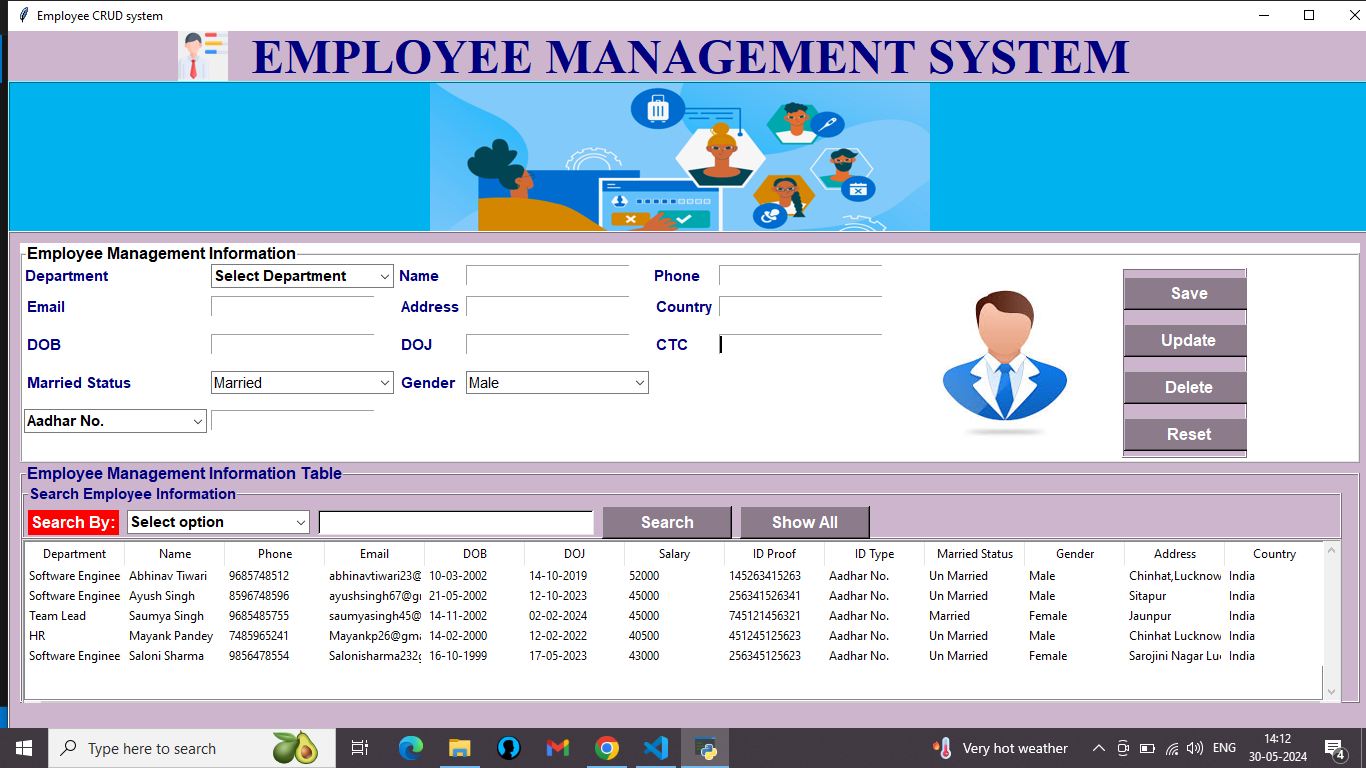 Employee CRUD system
EMPLOYEE MANAGEMENT SYSTEM
Employee Management Information
Department Select Department Name Phone
Email Address Country
DOB DOJ CTC
Married Status Married Gender Male
Aadhar No.
Save
Update
Delete
Reset
Employee Management Information Table
Search Employee Information
Search By: Select option Search Show All
Department Name Phone Email DOB DOJ Salary ID Proof ID Type Married Status Gender Address Country
Software Enginee Abhinav Tiwari 9685748512 abhinavtiwari23@ 10-03-2002 14-10-2019 52000 145263415263 Aadhar No. Un Married Male Chinhat,Lucknow India
Software Enginee Ayush Singh 8596748596 ayushsingh67@g 21-05-2002 12-10-2023 45000 256341526341 Aadhar No. Un Married Male Sitapur India
Team Lead Saumya Singh 9685485755 saumyasingh45@ 14-11-2002 02-02-2024 45000 745121456321 Aadhar No. Married Female Jaunpur India
HR Mayank Pandey 7485965241 Mayankp26@gma 14-02-2000 12-02-2022 40500 451245125623 Aadhar No. Un Married Male Chinhat Lucknow India
Software Enginee Saloni Sharma 9856478554 Salonisharma232g 16-10-1999 17-05-2023 43000 256345125623 Aadhar No. Un Married Female Sarojini Nagar Lu India
Type here to search
Very hot weather
ENG
14:12
30-05-2024
4